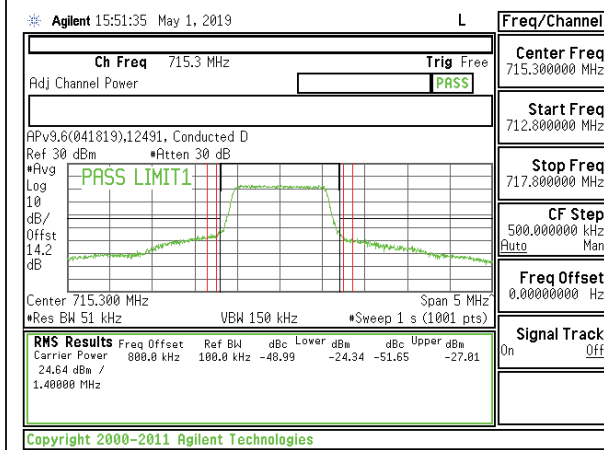 Agilent 15:51:35 May 1, 2019 L Freq/Channel
Ch Freq 715.3 MHz Trig Free
Adj Channel Power PASS
Center Freq
715.300000 MHz
Start Freq
712.800000 MHz
Stop Freq
717.800000 MHz
CF Step
500.000000 kHz
Auto Man
Freq Offset
0.00000000 Hz
Signal Track
On Off
APv9.6(041819),12491, Conducted D
Ref 30 dBm #Atten 30 dB
#Avg
Log
10
dB/
Offst
14.2
dB
PASS LIMIT1
Center 715.300 MHz Span 5 MHz
#Res BW 51 kHz VBW 150 kHz #Sweep 1 s (1001 pts)
RMS Results Freq Offset Ref BW dBc Lower dBm dBc Upper dBm
Carrier Power 800.0 kHz 100.0 kHz -48.99 -24.34 -51.65 -27.01
24.64 dBm /
1.40000 MHz
Copyright 2000-2011 Agilent Technologies